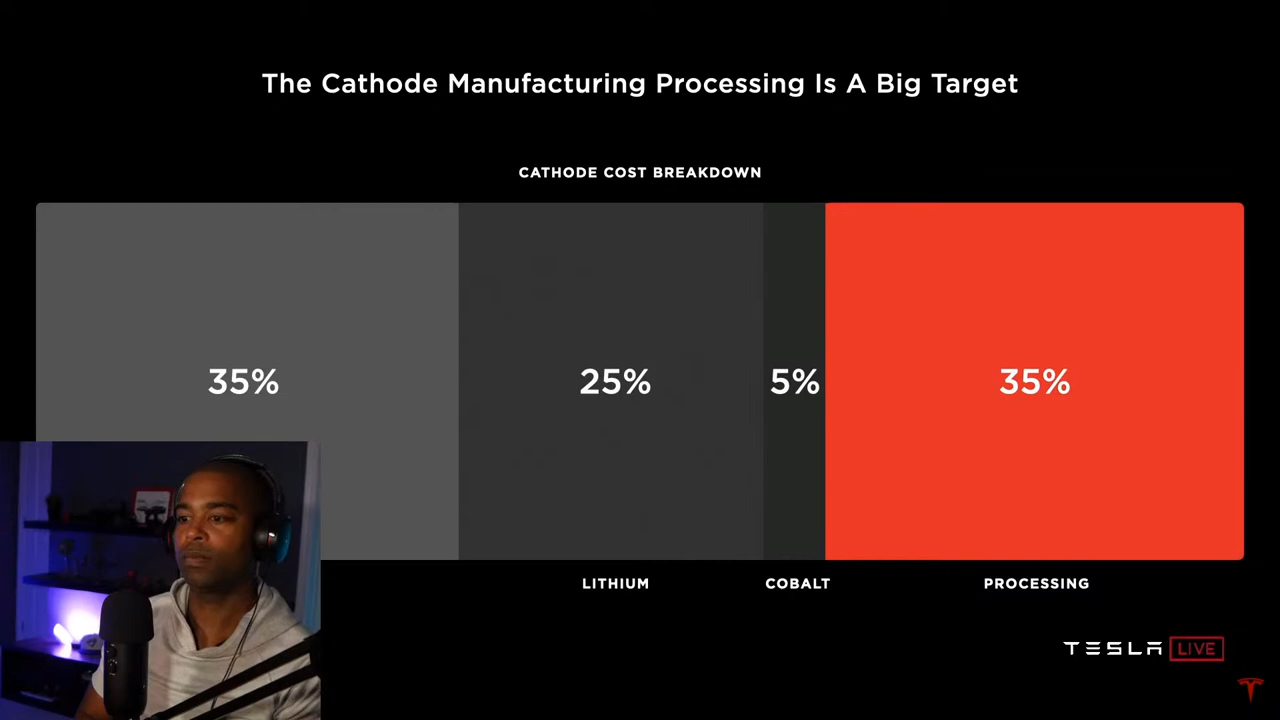 The Cathode Manufacturing Processing Is A Big Target
CATHODE COST BREAKDOWN
35% 25% 5% 35%
LITHIUM COBALT PROCESSING
TESLA LIVE